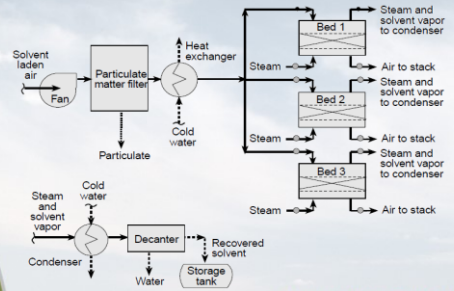 Solvent
laden
air
Fan
Particulate
matter filter
Particulate
Heat
exchanger
Cold
water
Steam
Bed 1
Steam and
solvent vapor
to condenser
Air to stack
Steam
Bed 2
Steam and
solvent vapor
to condenser
Air to stack
Steam
Bed 3
Steam and
solvent vapor
to condenser
Air to stack
Steam
and
solvent
vapor
Cold
water
Condenser
Decanter
Water
Recovered
solvent
Storage
tank